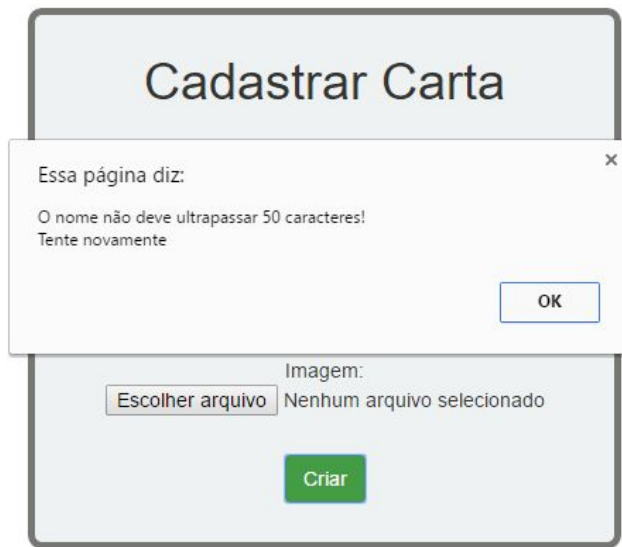 Cadastrar Carta
Essa página diz:
×
O nome não deve ultrapassar 50 caracteres!
Tente novamente
OK
Imagem:
Escolher arquivo Nenhum arquivo selecionado
Criar